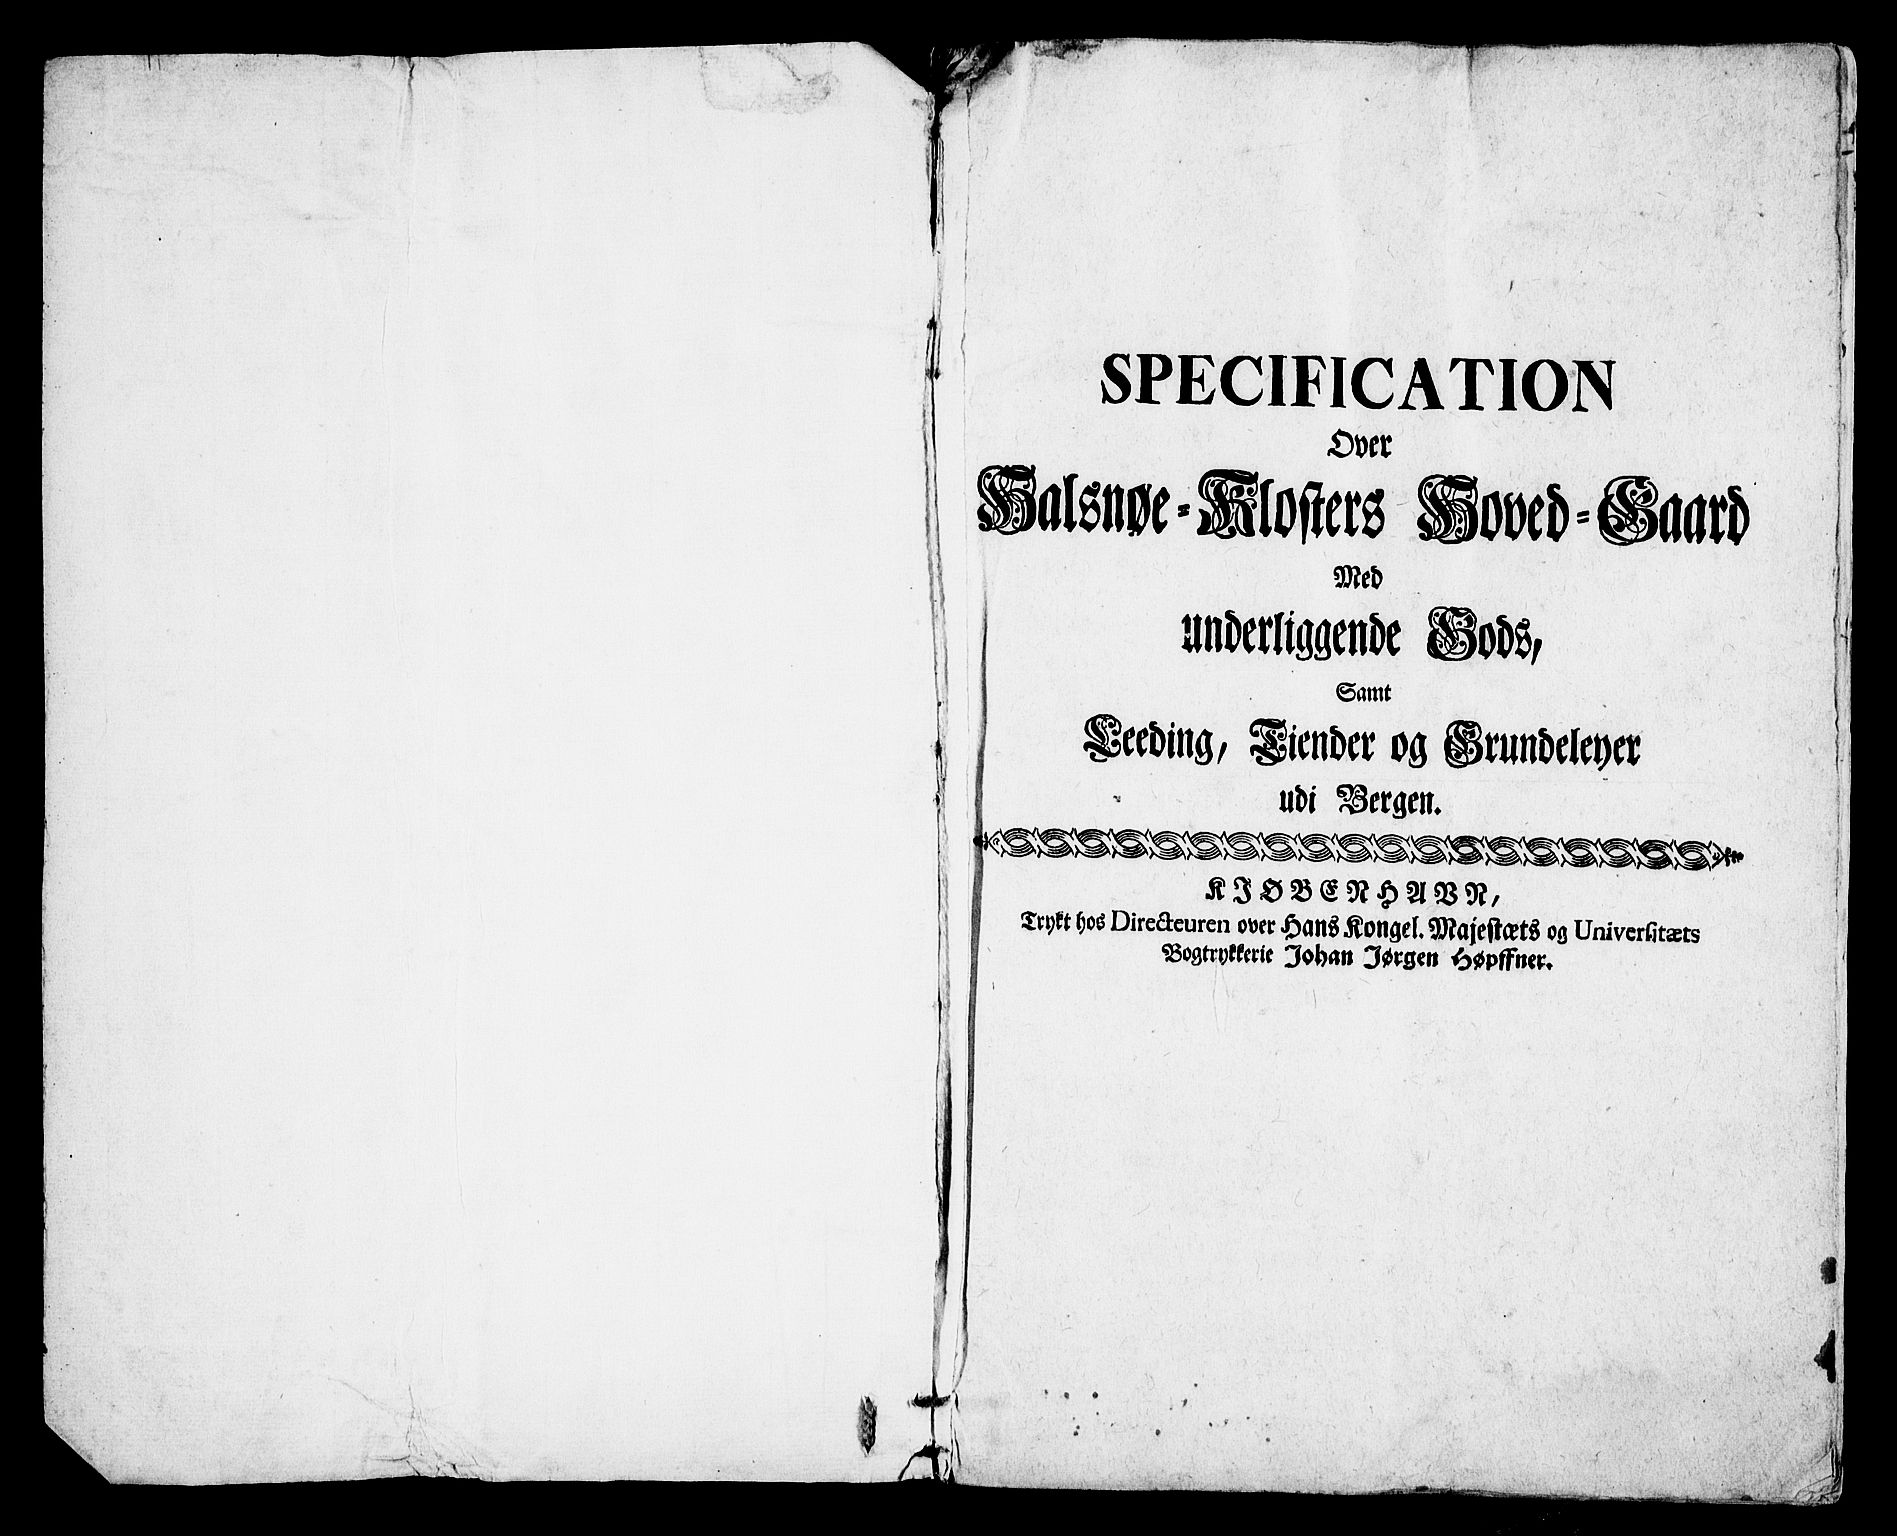 SPECIFICATION
Over
Halsnøe-Klosters Hoved-Gaard
Med
underliggende Gods,
Samt
Leeding, Tiender og Grundeleyer
udi Bergen.
KJØBENHAVN,
Trykt hos Directeuren over Hans Kongel. Majestæts og Universitæts
Bogtrykkerie Johan Jørgen Høpffner.